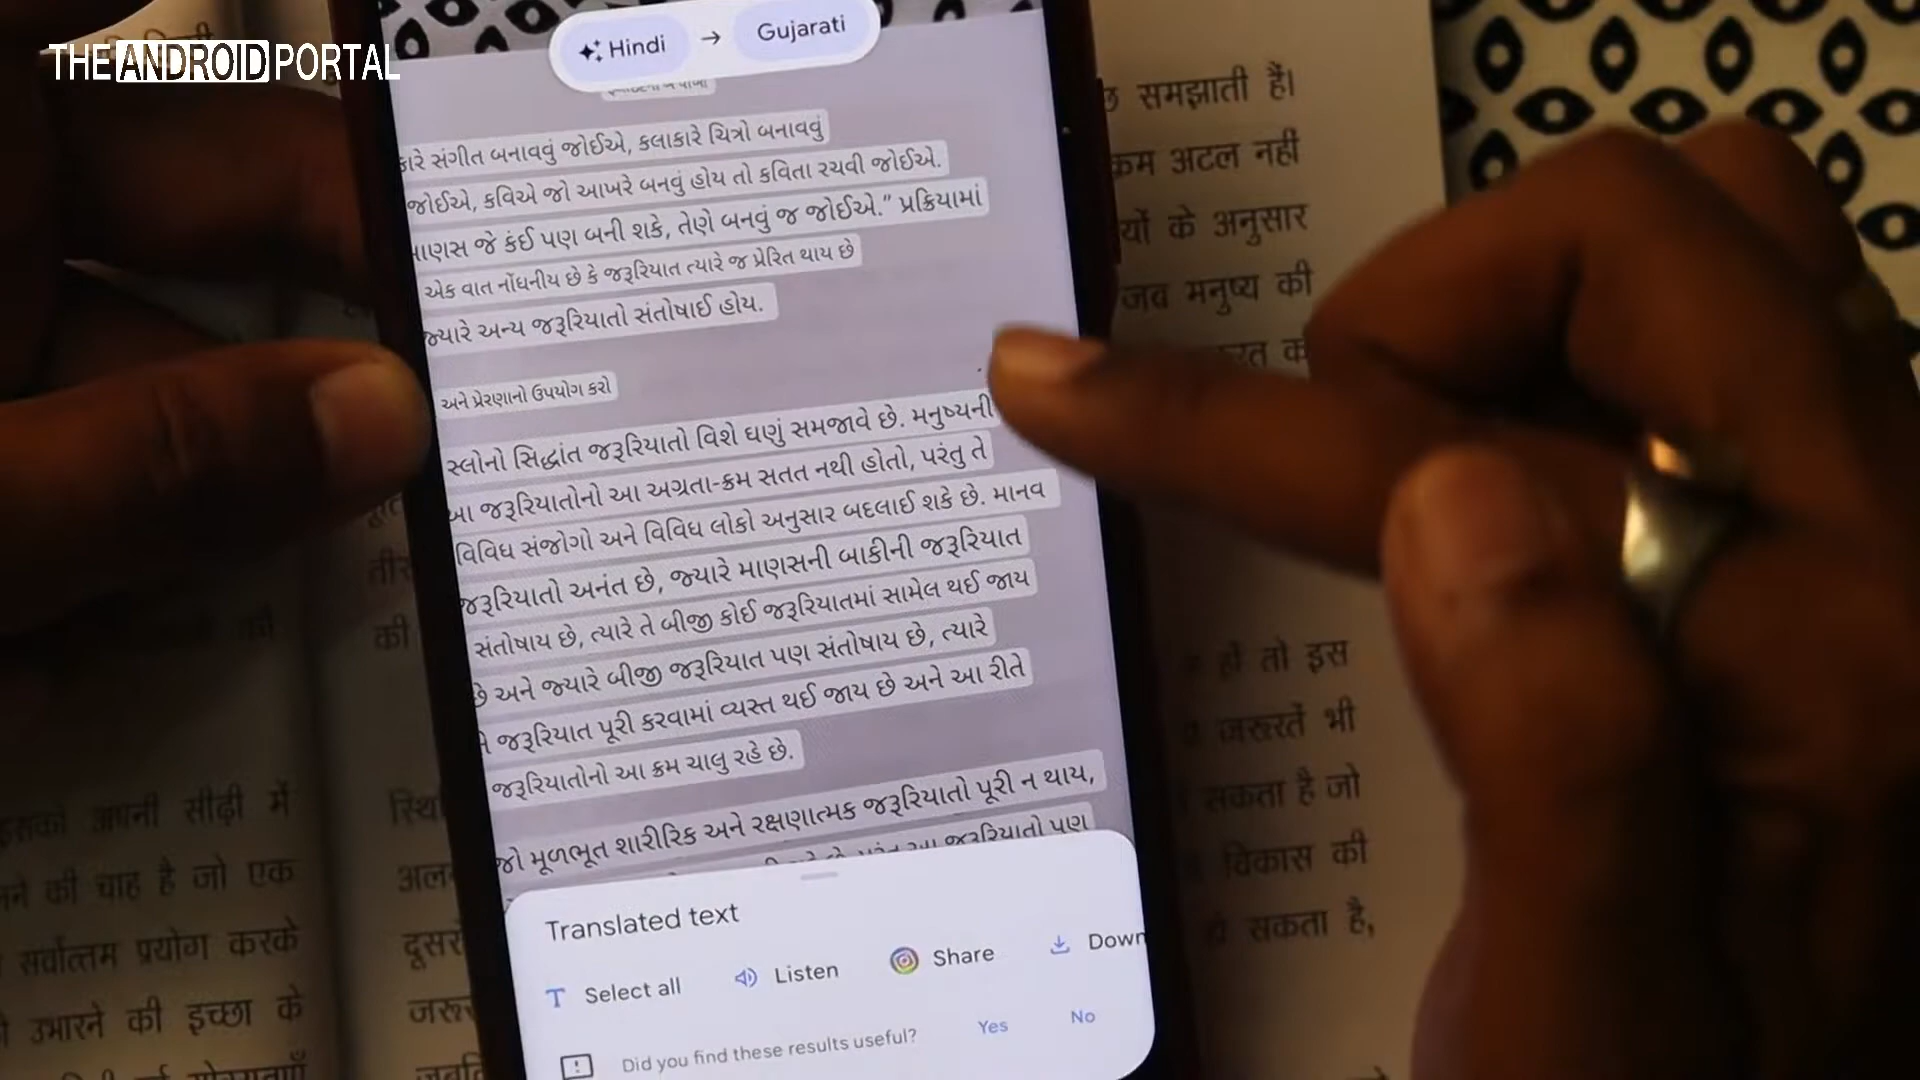 THE ANDROID PORTAL
Hindi → Gujarati
કારે સંગીત બનાવવું જોઈએ, કલાકારે ચિત્રો બનાવવું
જોઈએ, કવિએ જો આખરે બનવું હોય તો કવિતા રચવી જોઈએ.
માણસ જે કંઈ પણ બની શકે, તેણે બનવું જ જોઈએ.” પ્રક્રિયામાં
એક વાત નોંધનીય છે કે જરૂરિયાત ત્યારે જ પ્રેરિત થાય છે
જ્યારે અન્ય જરૂરિયાતો સંતોષાઈ હોય.
અને પ્રેરણાનો ઉપયોગ કરો
સ્લોનો સિદ્ધાંત જરૂરિયાતો વિશે ઘણું સમજાવે છે. મનુષ્યની
આ જરૂરિયાતોનો આ અગ્રતા-ક્રમ સતત નથી હોતો, પરંતુ તે
વિવિધ સંજોગો અને વિવિધ લોકો અનુસાર બદલાઈ શકે છે. માનવ
જરૂરિયાતો અનંત છે, જ્યારે માણસની બાકીની જરૂરિયાત
સંતોષાય છે, ત્યારે તે બીજી કોઈ જરૂરિયાતમાં સામેલ થઈ જાય
છે અને જ્યારે બીજી જરૂરિયાત પણ સંતોષાય છે, ત્યારે
જરૂરિયાત પૂરી કરવામાં વ્યસ્ત થઈ જાય છે અને આ રીતે
જરૂરિયાતોનો આ ક્રમ ચાલુ રહે છે.
જો મૂળભૂત શારીરિક અને રક્ષણાત્મક જરૂરિયાતો પૂરી ન થાય,
આ જરૂરિયાતો પણ
Translated text
Select all
Listen
Share
Down
Did you find these results useful?
Yes
No
समझाती हैं।
क्रम अटल नहीं
के अनुसार
जब मनुष्य की
हों तो इस
जरूरतें भी
सकता है जो
विकास की
सकता है,
इसको अपनी सीढ़ी में
की चाह है जो एक
सर्वोत्तम प्रयोग करके
उभारने की इच्छा के
की